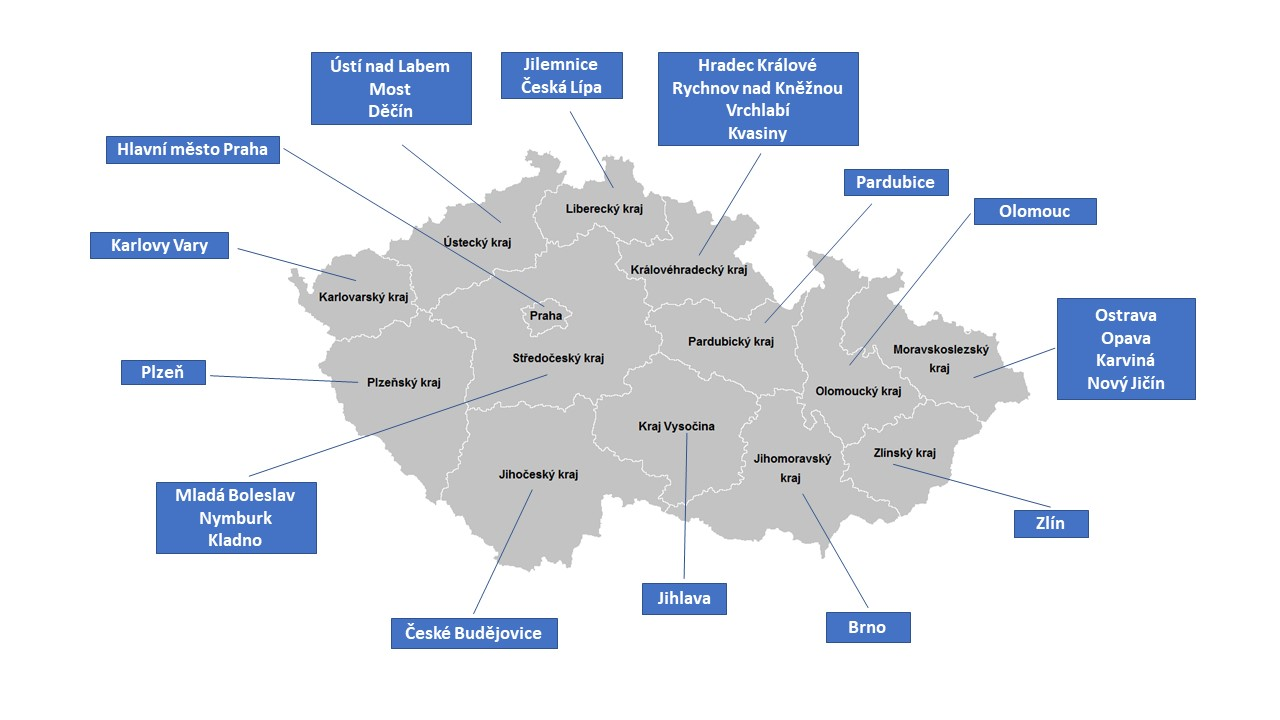 Ústí nad Labem
Most
Děčín
Jilemnice
Česká Lípa
Hradec Králové
Rychnov nad Kněžnou
Vrchlabí
Kvasiny
Hlavní město Praha
Pardubice
Olomouc
Karlovy Vary
Liberecký kraj
Ústecký kraj
Královéhradecký kraj
Karlovarský kraj
Praha
Ostrava
Opava
Karviná
Nový Jičín
Pardubický kraj
Moravskoslezský
kraj
Středočeský kraj
Plzeň
Plzeňský kraj
Olomoucký kraj
Kraj Vysočina
Zlínský kraj
Jihomoravský
kraj
Jihočeský kraj
Mladá Boleslav
Nymburk
Kladno
Zlín
Jihlava
České Budějovice
Brno